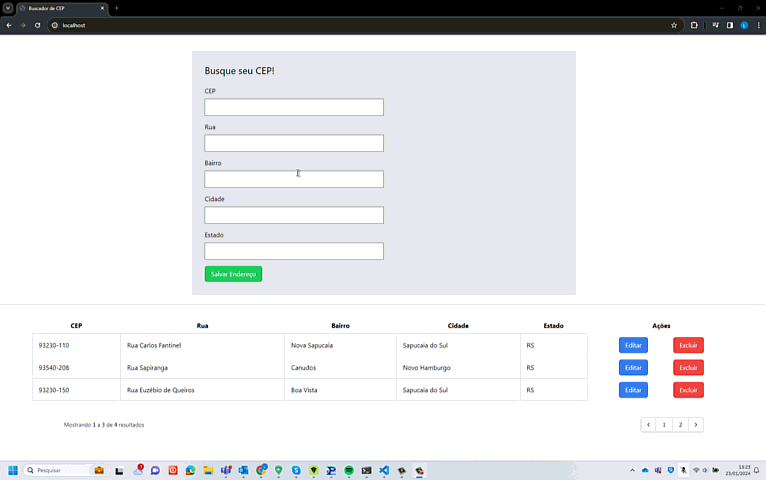 Buscador de CEP
localhost
Busque seu CEP!
CEP
Rua
Bairro
Cidade
Estado
Salvar Endereço
CEP Rua Bairro Cidade Estado Ações
93230-110 Rua Carlos Fantinel Nova Sapucaia Sapucaia do Sul RS Editar Excluir
93540-208 Rua Sapiranga Canudos Novo Hamburgo RS Editar Excluir
93230-150 Rua Euzébio de Queiros Boa Vista Sapucaia do Sul RS Editar Excluir
Mostrando 1 a 3 de 4 resultados 1 2
Pesquisar
13:23
23/01/2024